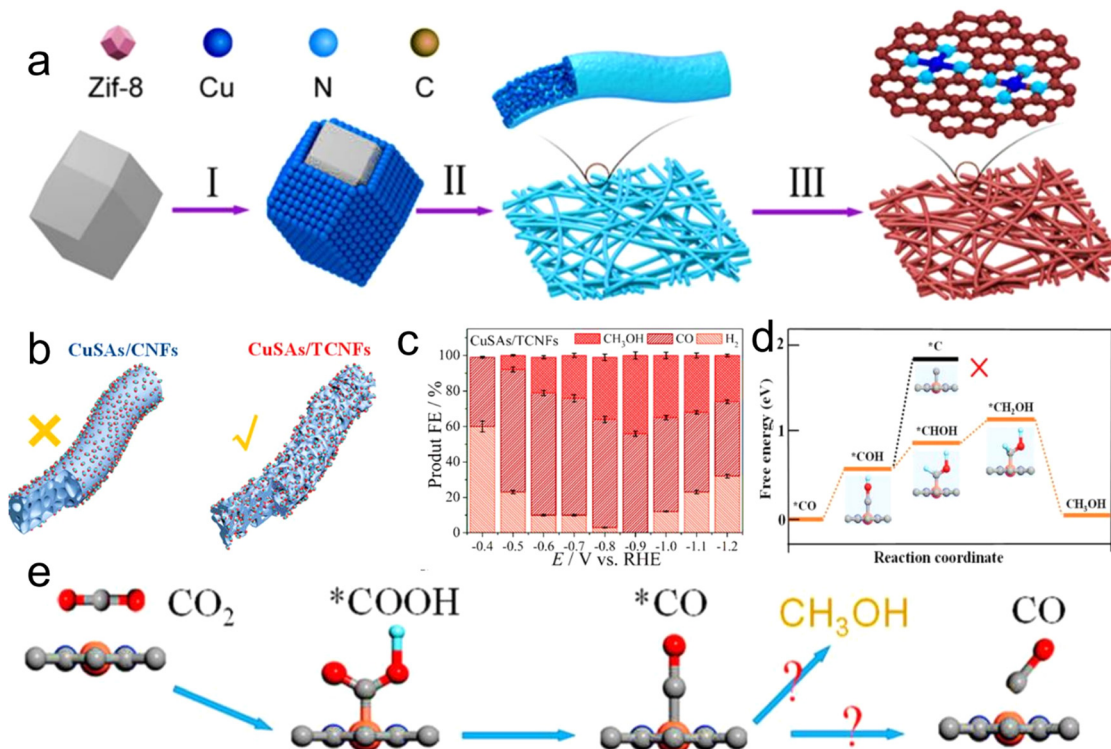 a
Zif-8 Cu N C
I II III
b
CuSAs/CNFs CuSAs/TCNFs
c
CuSAs/TCNFs CH₃OH CO H₂
Produt FE / %
100
80
60
40
20
0
-0.4 -0.5 -0.6 -0.7 -0.8 -0.9 -1.0 -1.1 -1.2
E / V vs. RHE
d
Free energy (eV)
2
1
0
*C
*CH₂OH
*CHOH
*COH
*CO
CH₃OH
Reaction coordinate
e
CO₂ *COOH *CO CH₃OH CO
? ?